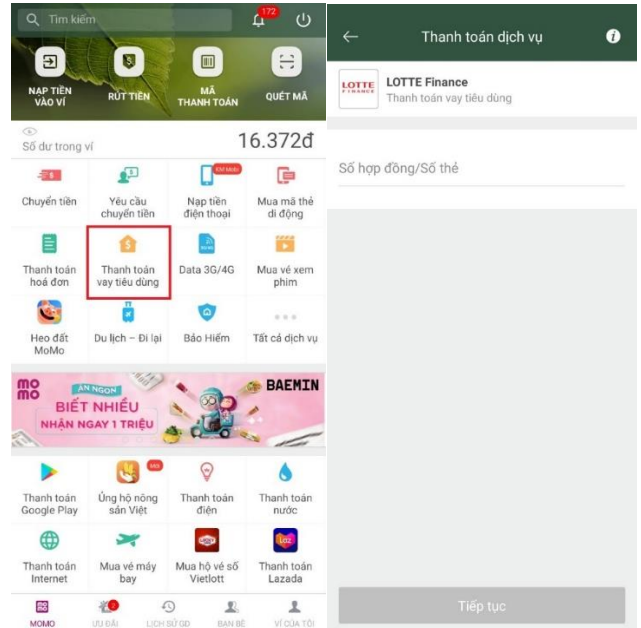 Tìm kiếm
172
NẠP TIỀN
VÀO VÍ
RÚT TIỀN
MÃ
THANH TOÁN
QUÉT MÃ
Số dư trong ví
16.372đ
Chuyển tiền
Yêu cầu
chuyển tiền
Nạp tiền
điện thoại
Mua mã thẻ
di động
Thanh toán
hoá đơn
Thanh toán
vay tiêu dùng
Data 3G/4G
Mua vé xem
phim
Heo đất
MoMo
Du lịch – Đi lại
Bảo Hiểm
Tất cả dịch vụ
mo
mo
ĂN NGON
BIẾT NHIỀU
NHẬN NGAY 1 TRIỆU
BAEMIN
Thanh toán
Google Play
Ủng hộ nông
sản Việt
Thanh toán
điện
Thanh toán
nước
Thanh toán
Internet
Mua vé máy
bay
Mua hộ vé số
Vietlott
Thanh toán
Lazada
MOMO
2
ƯU ĐÃI
LỊCH SỬ GD
BẠN BÈ
VÍ CỦA TÔI
Thanh toán dịch vụ
LOTTE
FINANCE
LOTTE Finance
Thanh toán vay tiêu dùng
Số hợp đồng/Số thẻ
Tiếp tục